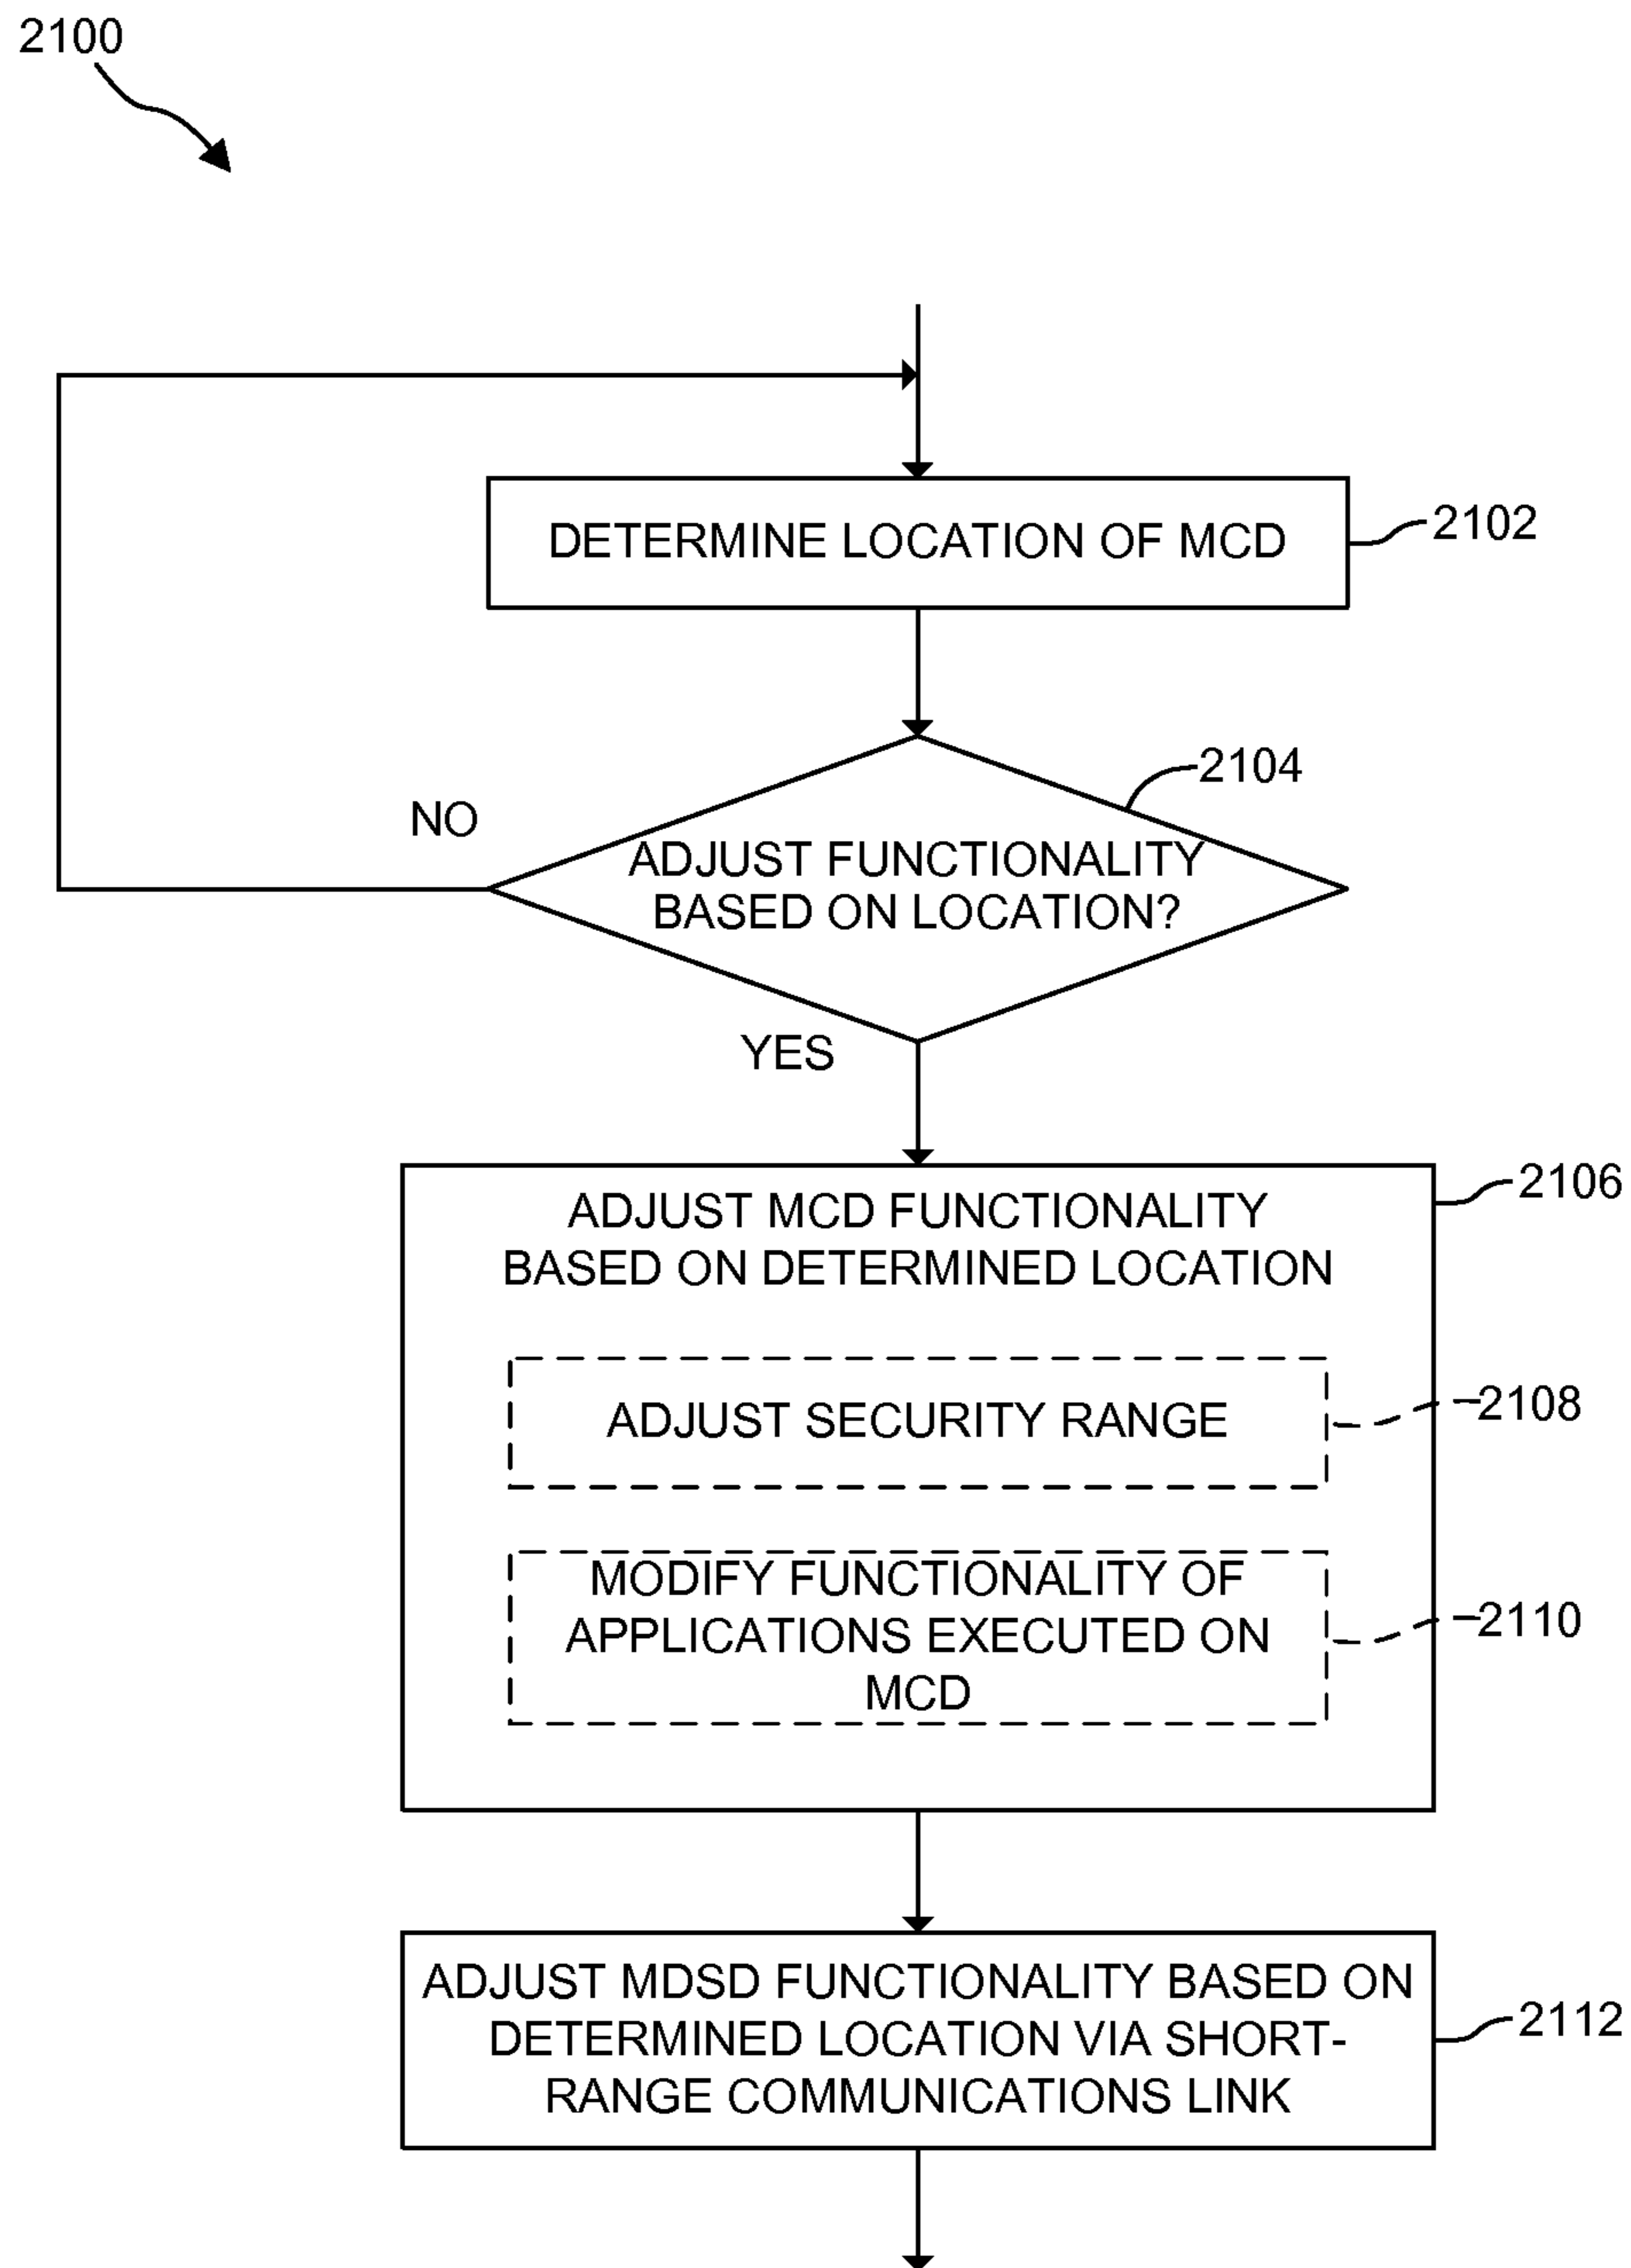 2100
DETERMINE LOCATION OF MCD
2102
2104
NO
ADJUST FUNCTIONALITY
BASED ON LOCATION?
YES
2106
ADJUST MCD FUNCTIONALITY
BASED ON DETERMINED LOCATION
ADJUST SECURITY RANGE
2108
MODIFY FUNCTIONALITY OF
APPLICATIONS EXECUTED ON
MCD
2110
ADJUST MDSD FUNCTIONALITY BASED ON
DETERMINED LOCATION VIA SHORT-
RANGE COMMUNICATIONS LINK
2112